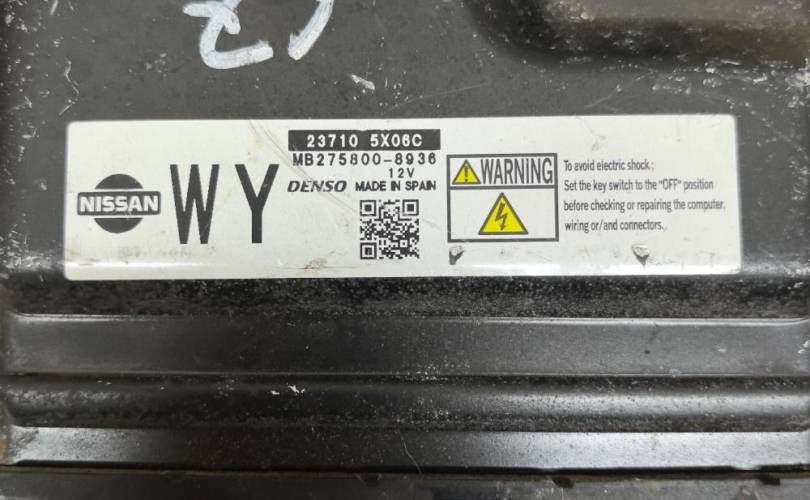 23710 5X06C
MB275800-8936
12V
DENSO MADE IN SPAIN
NISSAN
WY
WARNING
To avoid electric shock;
Set the key switch to the "OFF" position
before checking or repairing the computer.
wiring or/and connectors.